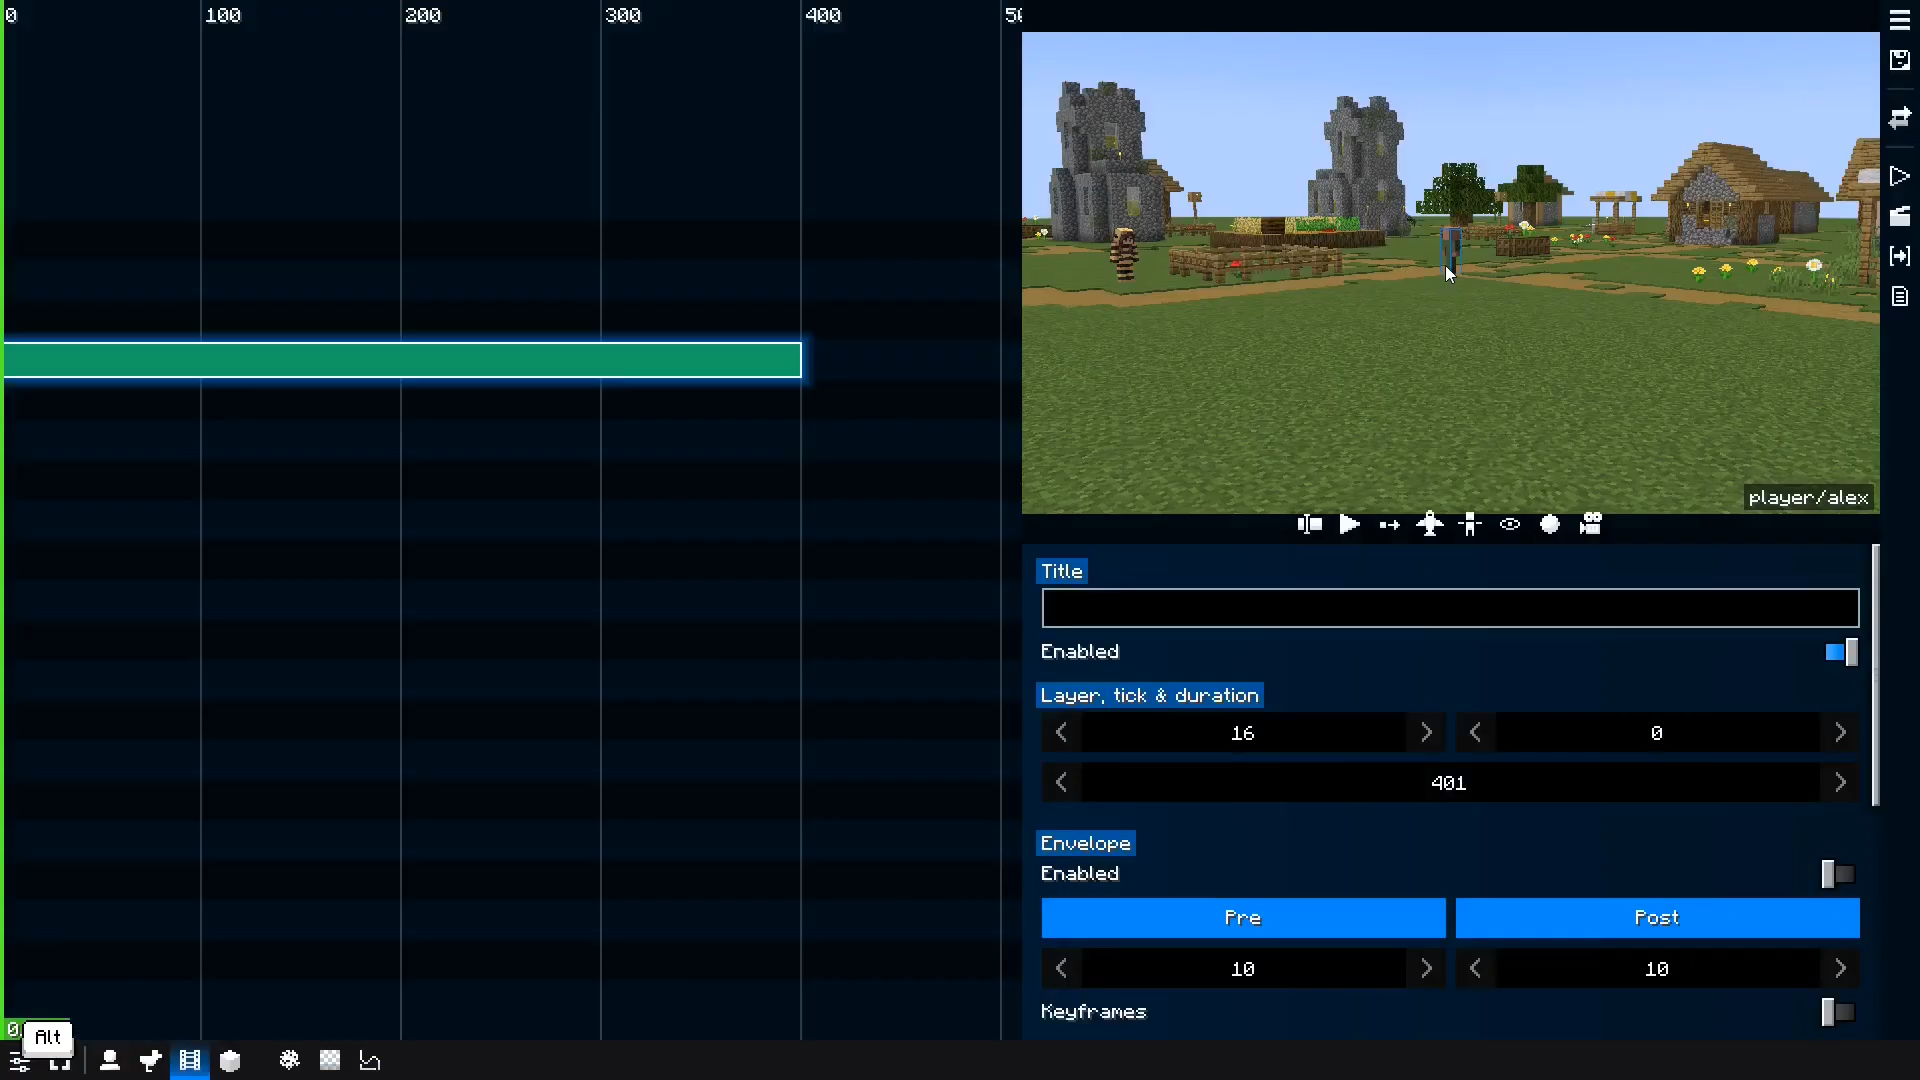 0
100
200
300
400
player/alex
Title
Enabled
Layer, tick & duration
16
0
401
Envelope
Enabled
Pre
Post
10
10
Keyframes
0
Alt